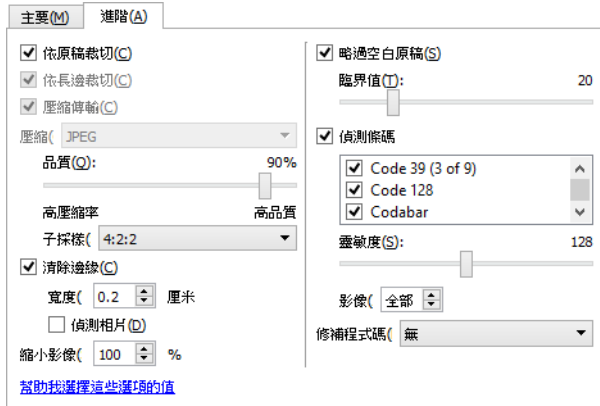 主要(M)
進階(A)
依原稿裁切(C)
依長邊裁切(C)
壓縮傳輸(C)
壓縮( JPEG
品質(Q): 90%
高壓縮率 高品質
子採樣( 4:2:2
清除邊緣(C)
寬度( 0.2 厘米
偵測相片(D)
縮小影像( 100 %
幫助我選擇這些選項的值
略過空白原稿(S)
臨界值(T): 20
偵測條碼
Code 39 (3 of 9)
Code 128
Codabar
靈敏度(S): 128
影像( 全部
修補程式碼( 無